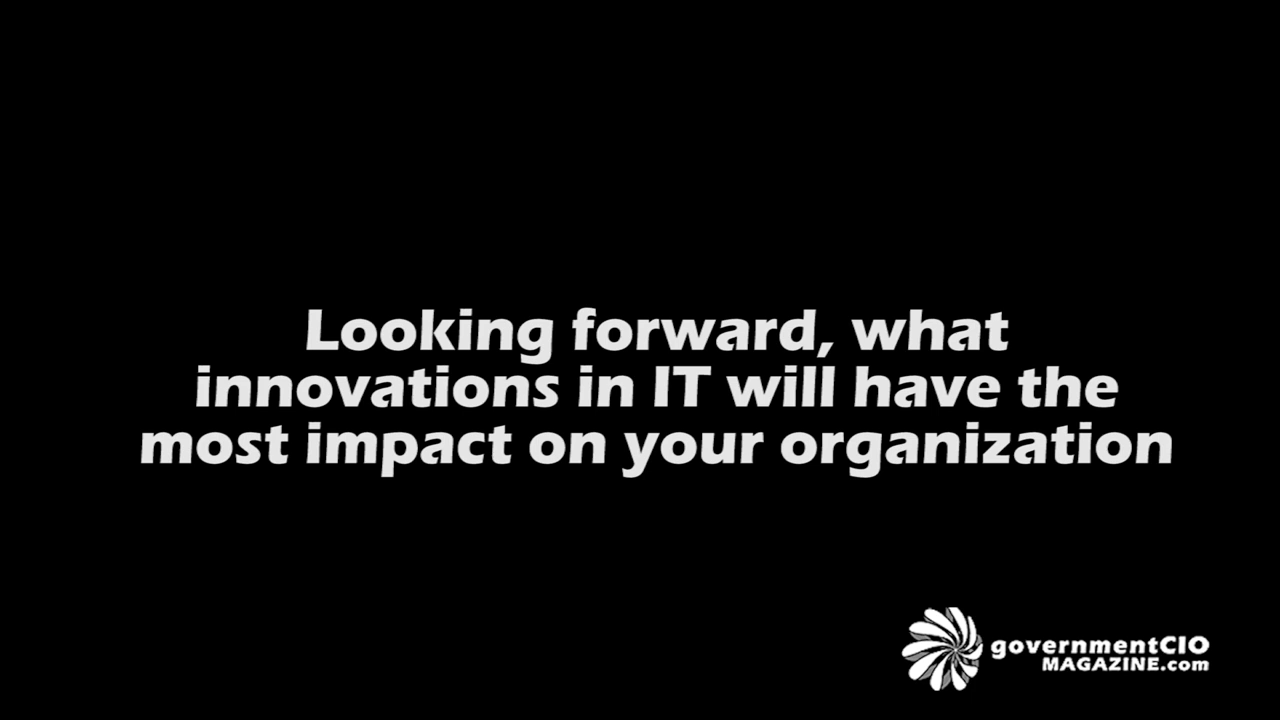 Looking forward, what
innovations in IT will have the
most impact on your organization
governmentCIO
MAGAZINE.com